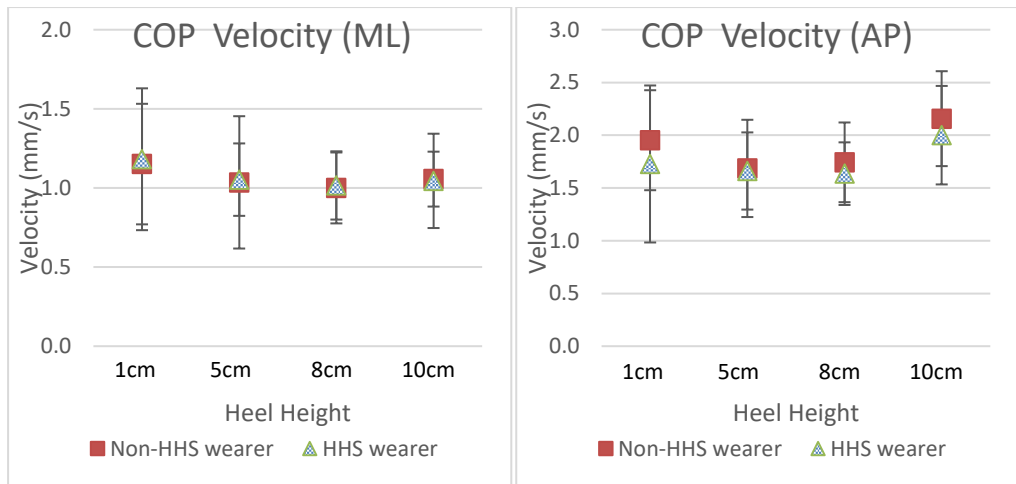 COP Velocity (ML)
Velocity (mm/s)
2.0
1.5
1.0
0.5
0.0
1cm 5cm 8cm 10cm
Heel Height
Non-HHS wearer HHS wearer
COP Velocity (AP)
Velocity (mm/s)
3.0
2.5
2.0
1.5
1.0
0.5
0.0
1cm 5cm 8cm 10cm
Heel Height
Non-HHS wearer HHS wearer